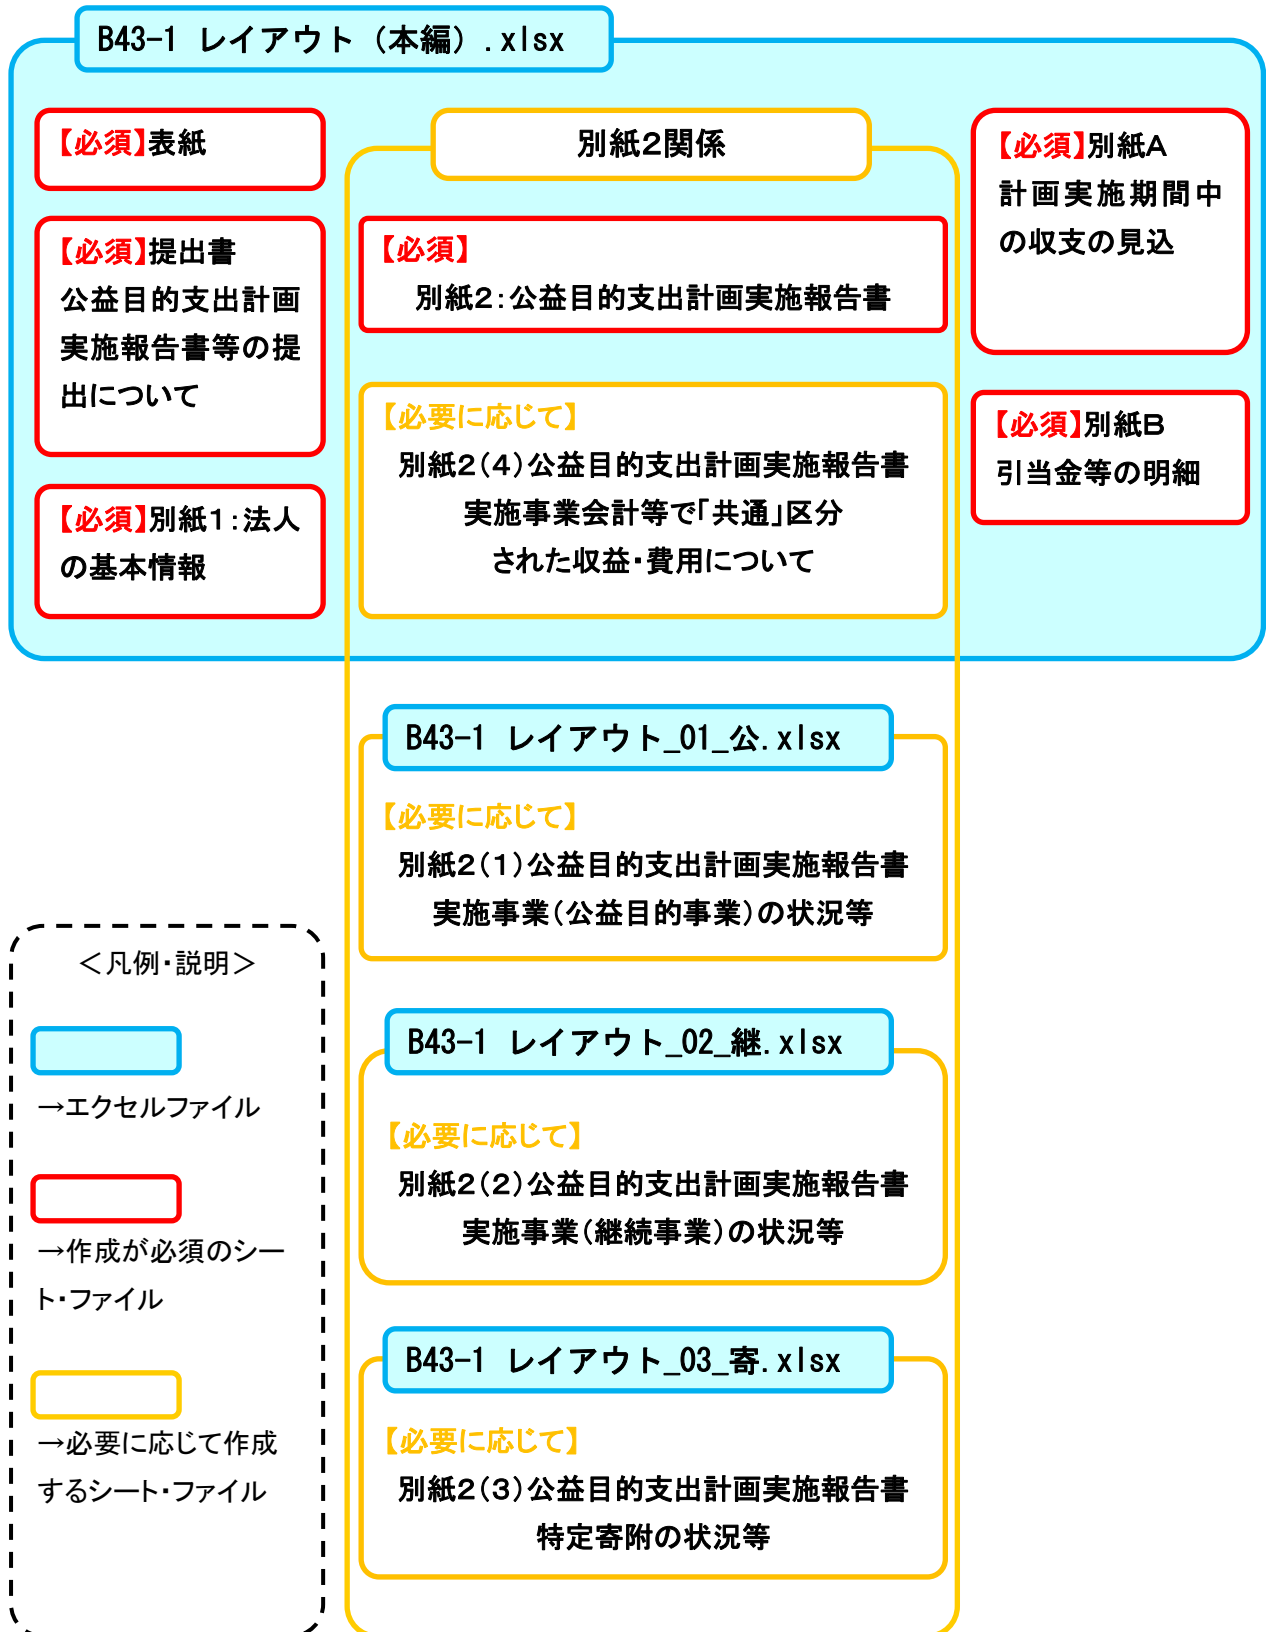 B43-1 レイアウト（本編）.xlsx
【必須】表紙
【必須】提出書
公益目的支出計画
実施報告書等の提
出について
【必須】別紙１：法人
の基本情報
別紙２関係
【必須】
別紙２：公益目的支出計画実施報告書
【必要に応じて】
別紙２（４）公益目的支出計画実施報告書
実施事業会計等で「共通」区分
された収益・費用について
【必須】別紙Ａ
計画実施期間中
の収支の見込
【必須】別紙Ｂ
引当金等の明細
B43-1 レイアウト_01_公.xlsx
【必要に応じて】
別紙２（１）公益目的支出計画実施報告書
実施事業（公益目的事業）の状況等
B43-1 レイアウト_02_継.xlsx
【必要に応じて】
別紙２（２）公益目的支出計画実施報告書
実施事業（継続事業）の状況等
B43-1 レイアウト_03_寄.xlsx
【必要に応じて】
別紙２（３）公益目的支出計画実施報告書
特定寄附の状況等
＜凡例・説明＞
→エクセルファイル
→作成が必須のシー
ト・ファイル
→必要に応じて作成
するシート・ファイル